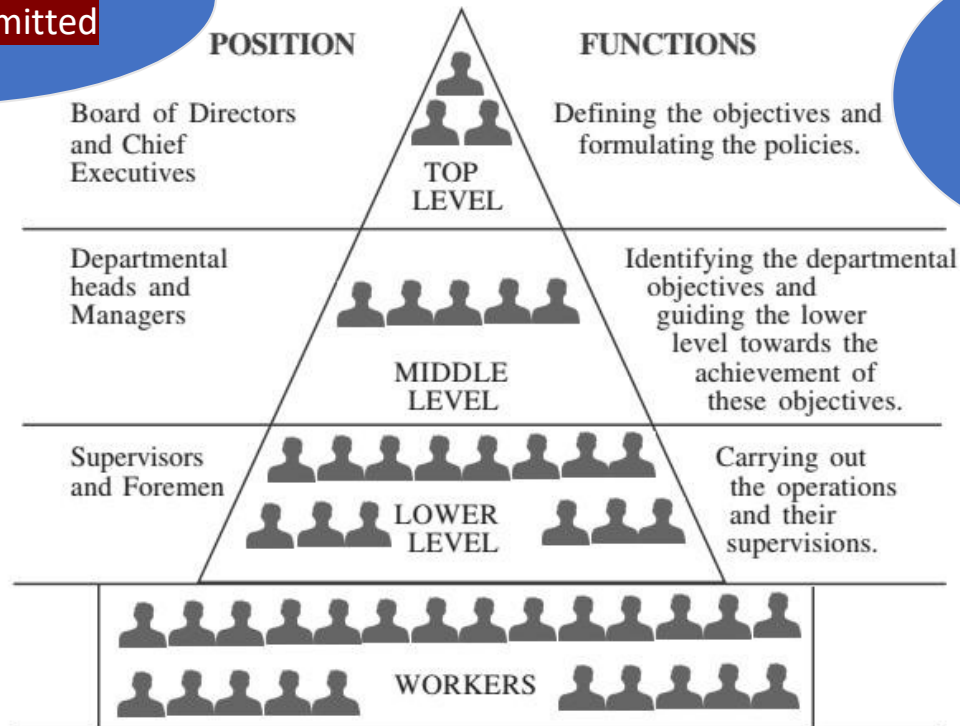 mitted
POSITION
FUNCTIONS
Board of Directors
and Chief
Executives
TOP
LEVEL
Defining the objectives and
formulating the policies.
Departmental
heads and
Managers
MIDDLE
LEVEL
Identifying the departmental
objectives and
guiding the lower
level towards the
achievement of
these objectives.
Supervisors
and Foremen
LOWER
LEVEL
Carrying out
the operations
and their
supervisions.
WORKERS